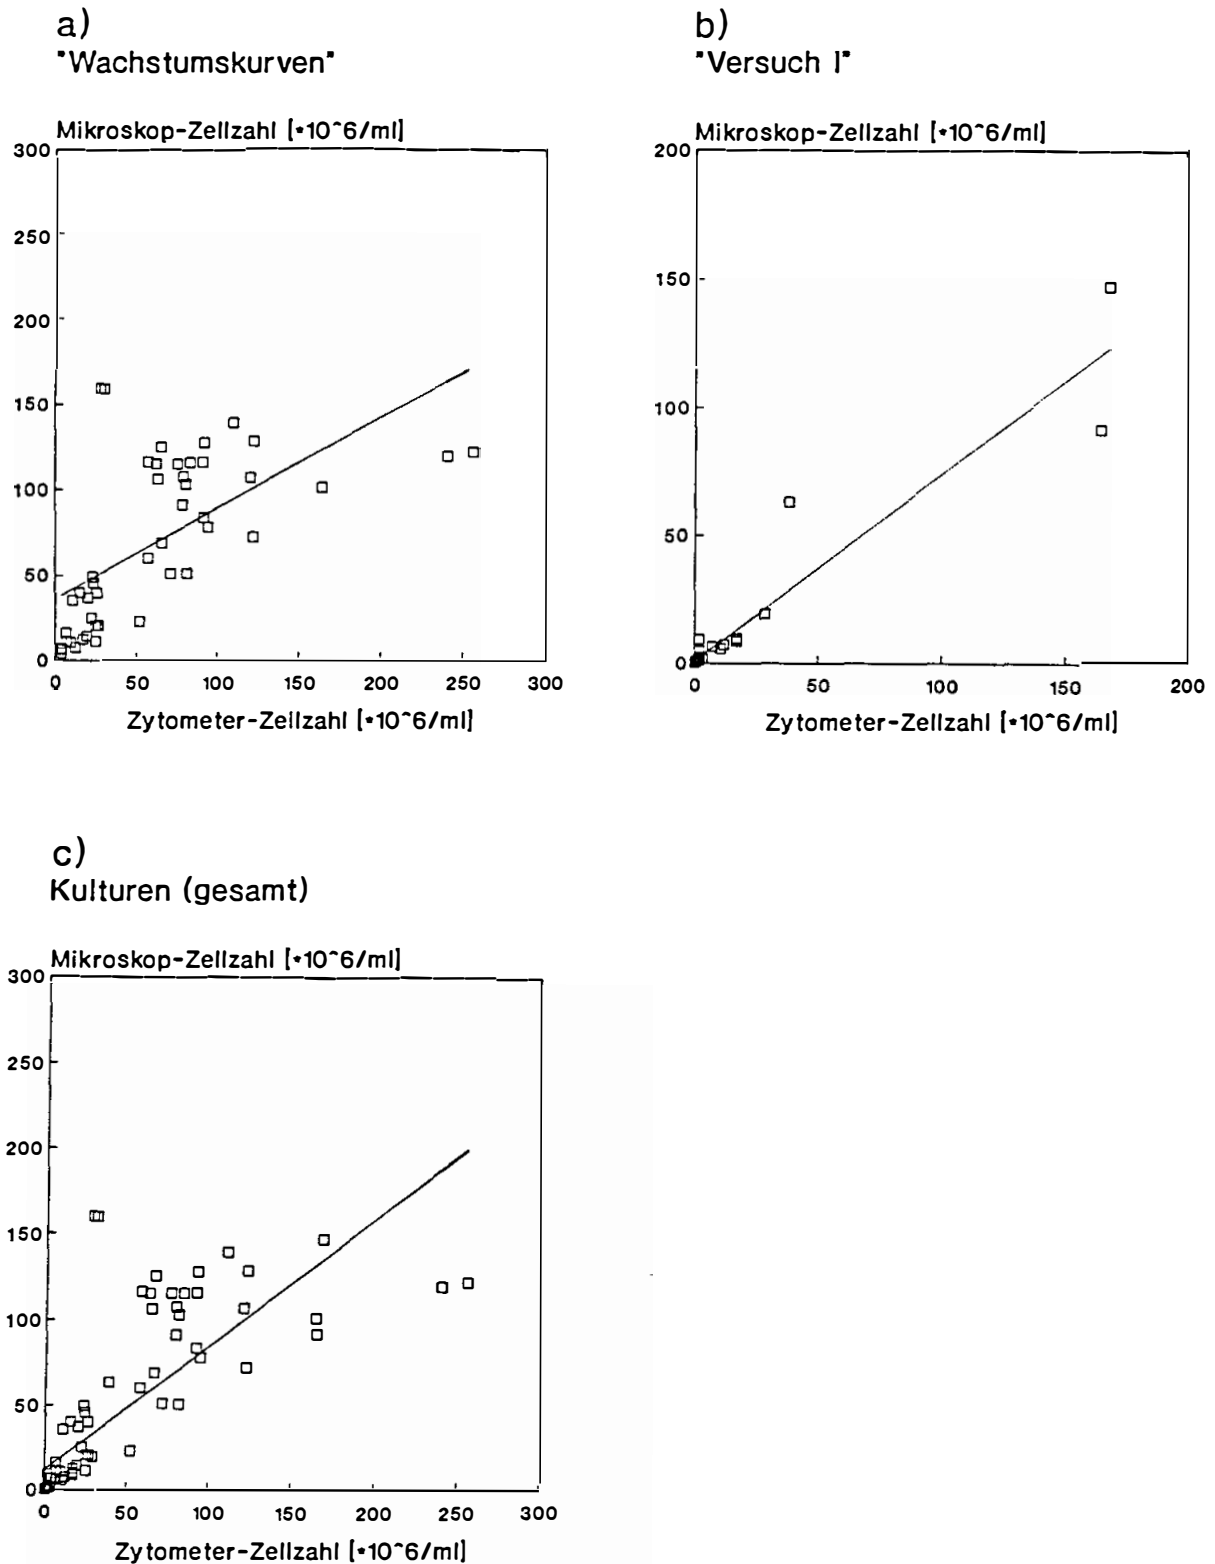 a)
"Wachstumskurven"
Mikroskop-Zellzahl [*10^6/ml]
300
250
200
150
100
50
0
0 50 100 150 200 250 300
Zytometer-Zellzahl [*10^6/ml]
b)
"Versuch I"
Mikroskop-Zellzahl [*10^6/ml]
200
150
100
50
0
0 50 100 150 200
Zytometer-Zellzahl [*10^6/ml]
c)
Kulturen (gesamt)
Mikroskop-Zellzahl [*10^6/ml]
300
250
200
150
100
50
0
0 50 100 150 200 250 300
Zytometer-Zellzahl [*10^6/ml]